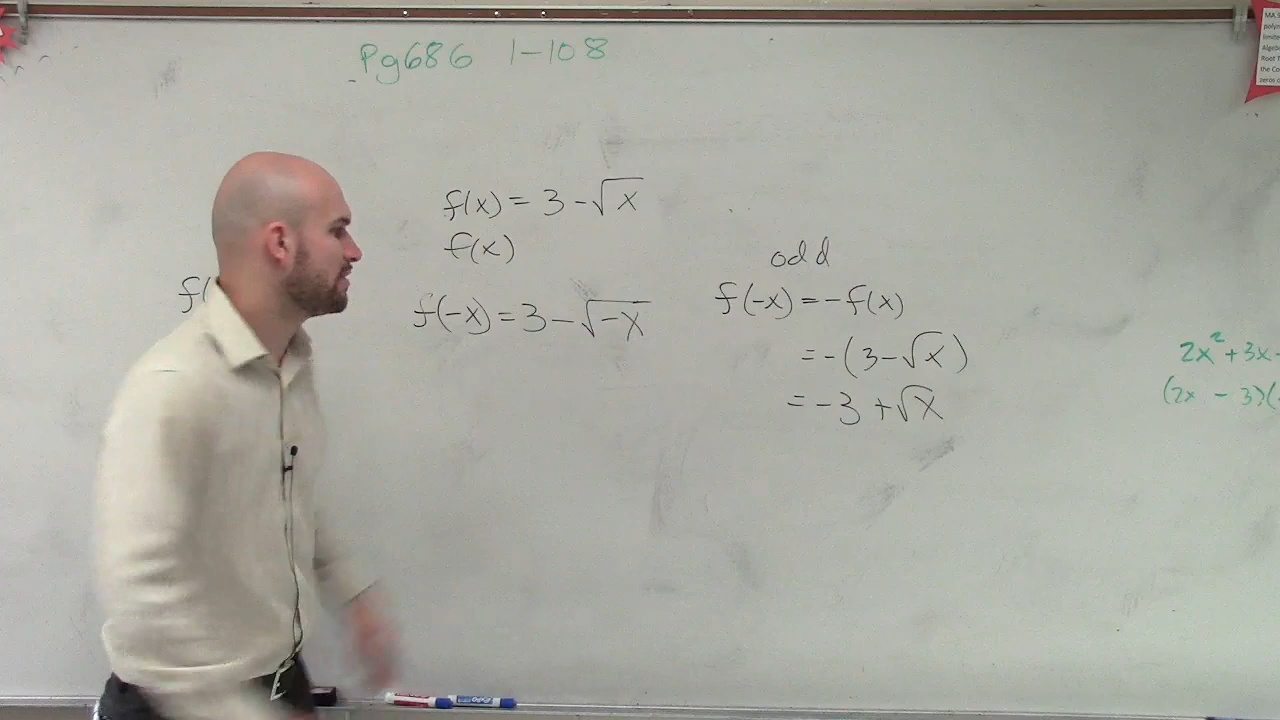 Pg686 1-108
f(x) = 3 - √x
f(x)
f(
f(-x) = 3 - √-x
odd
f(-x) = -f(x)
= -(3 - √x)
= -3 + √x
2x² + 3x -
(2x - 3)(